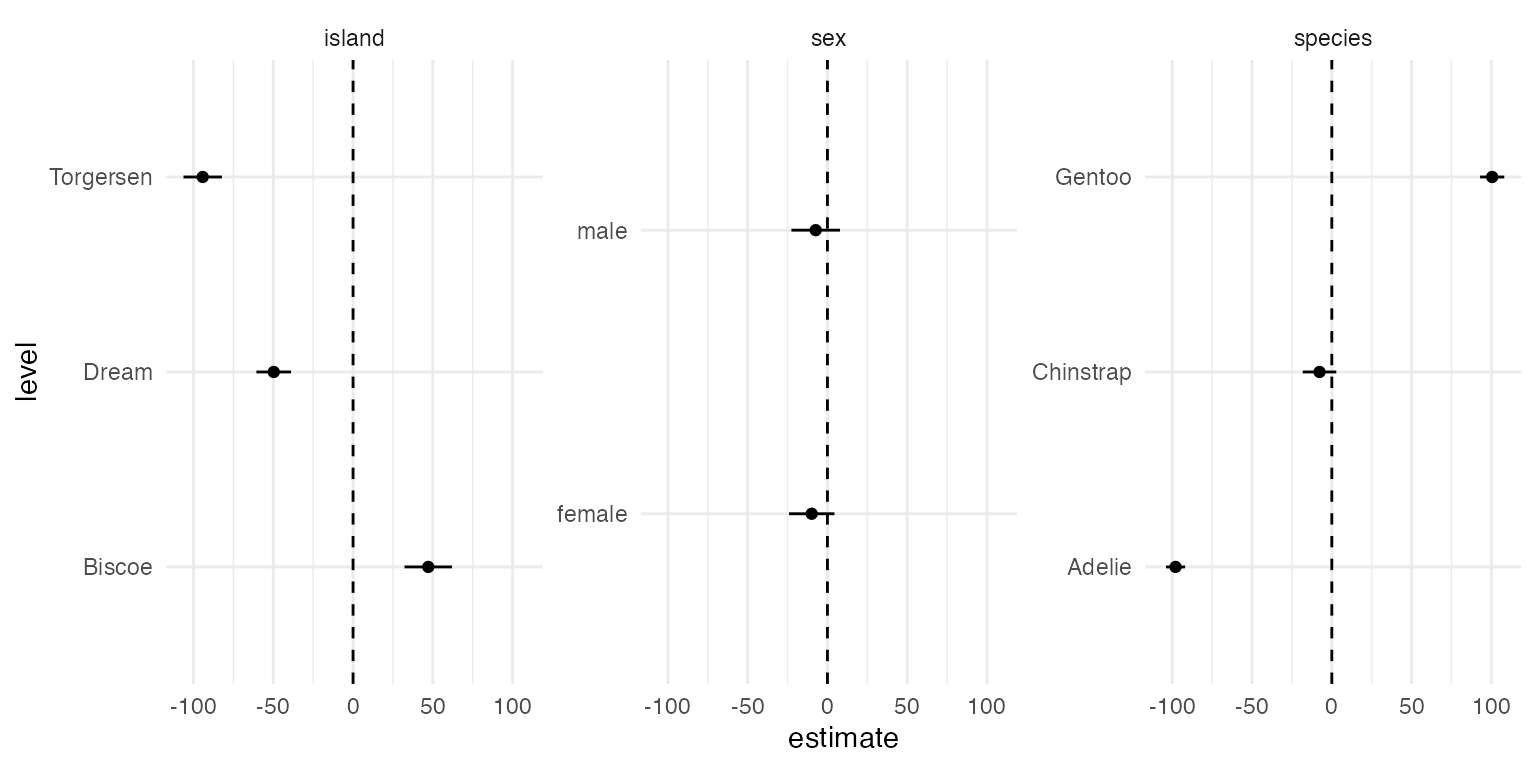 island
sex
species
level
Torgersen
Dream
Biscoe
male
female
Gentoo
Chinstrap
Adelie
-100 -50 0 50 100
-100 -50 0 50 100
-100 -50 0 50 100
estimate